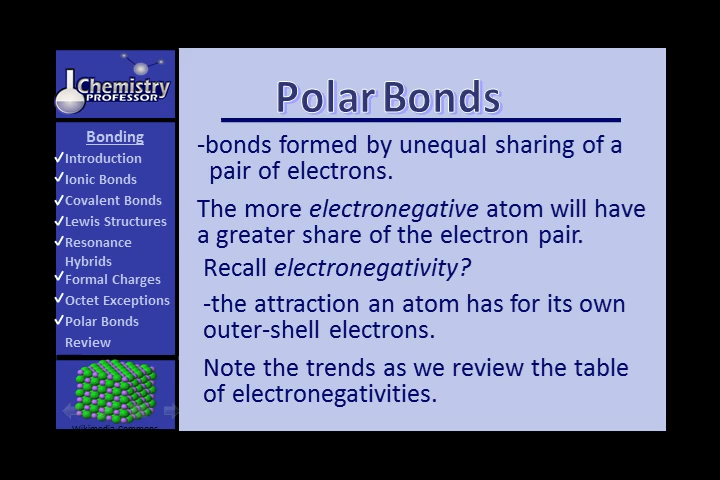 Chemistry
PROFESSOR
Bonding
✓Introduction
✓Ionic Bonds
✓Covalent Bonds
✓Lewis Structures
✓Resonance
Hybrids
✓Formal Charges
✓Octet Exceptions
✓Polar Bonds
Review
Wikimedia Commons
Polar Bonds
-bonds formed by unequal sharing of a
pair of electrons.
The more electronegative atom will have
a greater share of the electron pair.
Recall electronegativity?
-the attraction an atom has for its own
outer-shell electrons.
Note the trends as we review the table
of electronegativities.